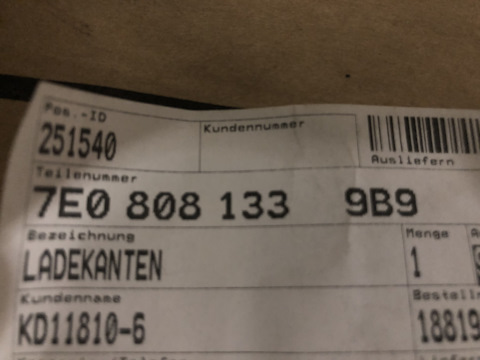 Pos.-ID
251540
Kundennummer
Ausliefern
Teilenummer
7E0 808 133 9B9
Bezeichnung
LADEKANTEN
Menge
1
Kundenname
KD11810-6
18819